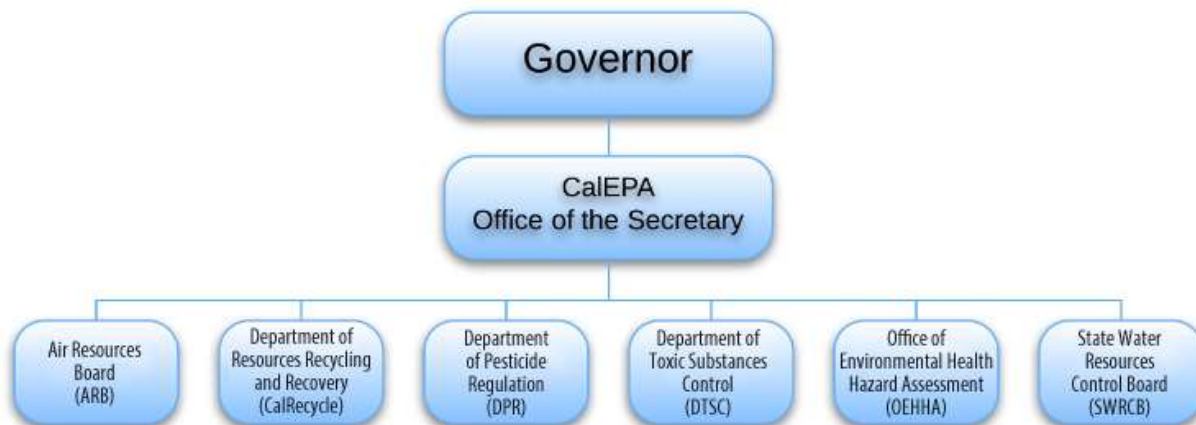 Governor
CalEPA
Office of the Secretary
Air Resources
Board
(ARB)
Department of
Resources Recycling
and Recovery
(CalRecycle)
Department
of Pesticide
Regulation
(DPR)
Department of
Toxic Substances
Control
(DTSC)
Office of
Environmental Health
Hazard Assessment
(OEHHA)
State Water
Resources
Control Board
(SWRCB)